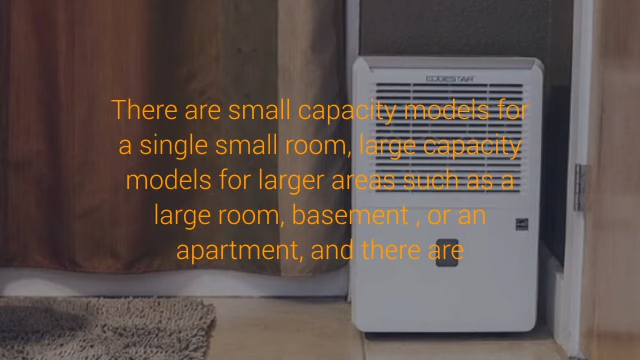 EDGESTAR
There are small capacity models for
a single small room, large capacity
models for larger areas such as a
large room, basement , or an
apartment, and there are